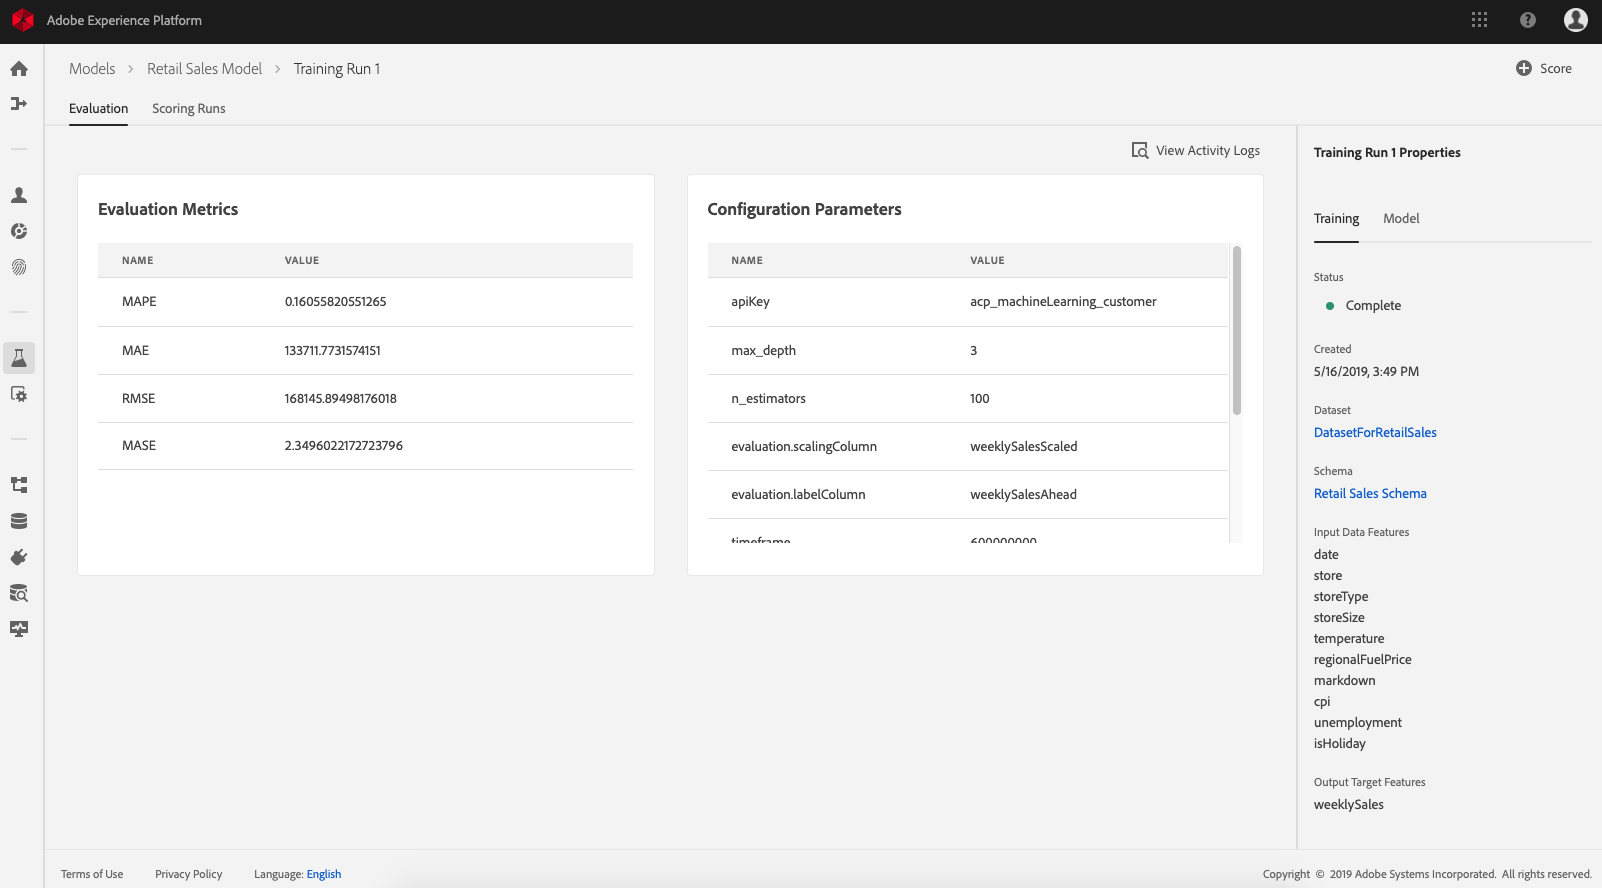 Adobe Experience Platform
Models > Retail Sales Model > Training Run 1
Score
Evaluation Scoring Runs
View Activity Logs
Evaluation Metrics
NAME VALUE
MAPE 0.16055820551265
MAE 133711.7731574151
RMSE 168145.89498176018
MASE 2.3496022172723796
Configuration Parameters
NAME VALUE
apiKey acp_machineLearning_customer
max_depth 3
n_estimators 100
evaluation.scalingColumn weeklySalesScaled
evaluation.labelColumn weeklySalesAhead
timeframe 600000000
Training Run 1 Properties
Training Model
Status
Complete
Created
5/16/2019, 3:49 PM
Dataset
DatasetForRetailSales
Schema
Retail Sales Schema
Input Data Features
date
store
storeType
storeSize
temperature
regionalFuelPrice
markdown
cpi
unemployment
isHoliday
Output Target Features
weeklySales
Terms of Use Privacy Policy Language: English
Copyright © 2019 Adobe Systems Incorporated. All rights reserved.